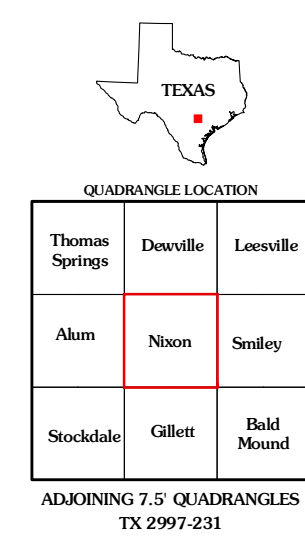 TEXAS
QUADRANGLE LOCATION
Thomas
Springs
Dewville
Leesville
Alum
Nixon
Smiley
Stockdale
Gillett
Bald
Mound
ADJOINING 7.5' QUADRANGLES
TX 2997-231